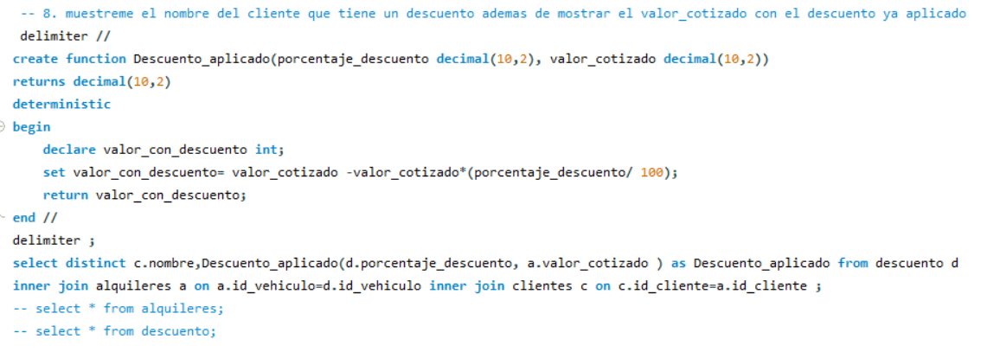 -- 8. muestreme el nombre del cliente que tiene un descuento ademas de mostrar el valor_cotizado con el descuento ya aplicado
delimiter //
create function Descuento_aplicado(porcentaje_descuento decimal(10,2), valor_cotizado decimal(10,2))
returns decimal(10,2)
deterministic
begin
declare valor_con_descuento int;
set valor_con_descuento= valor_cotizado -valor_cotizado*(porcentaje_descuento/ 100);
return valor_con_descuento;
end //
delimiter ;
select distinct c.nombre,Descuento_aplicado(d.porcentaje_descuento, a.valor_cotizado ) as Descuento_aplicado from descuento d
inner join alquileres a on a.id_vehiculo=d.id_vehiculo inner join clientes c on c.id_cliente=a.id_cliente ;
-- select * from alquileres;
-- select * from descuento;